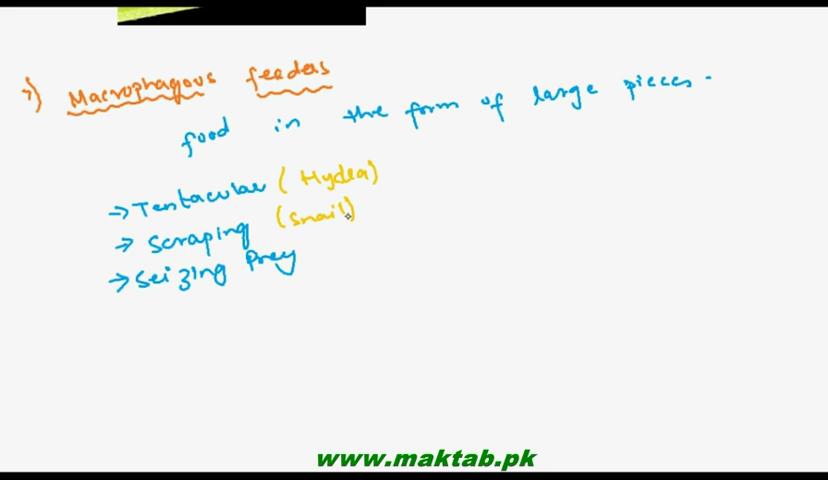 Macrophagous feeders
food in the form of large pieces.
→ Tentacular (Hydra)
→ Scraping (Snail)
→ Seizing Prey
www.maktab.pk